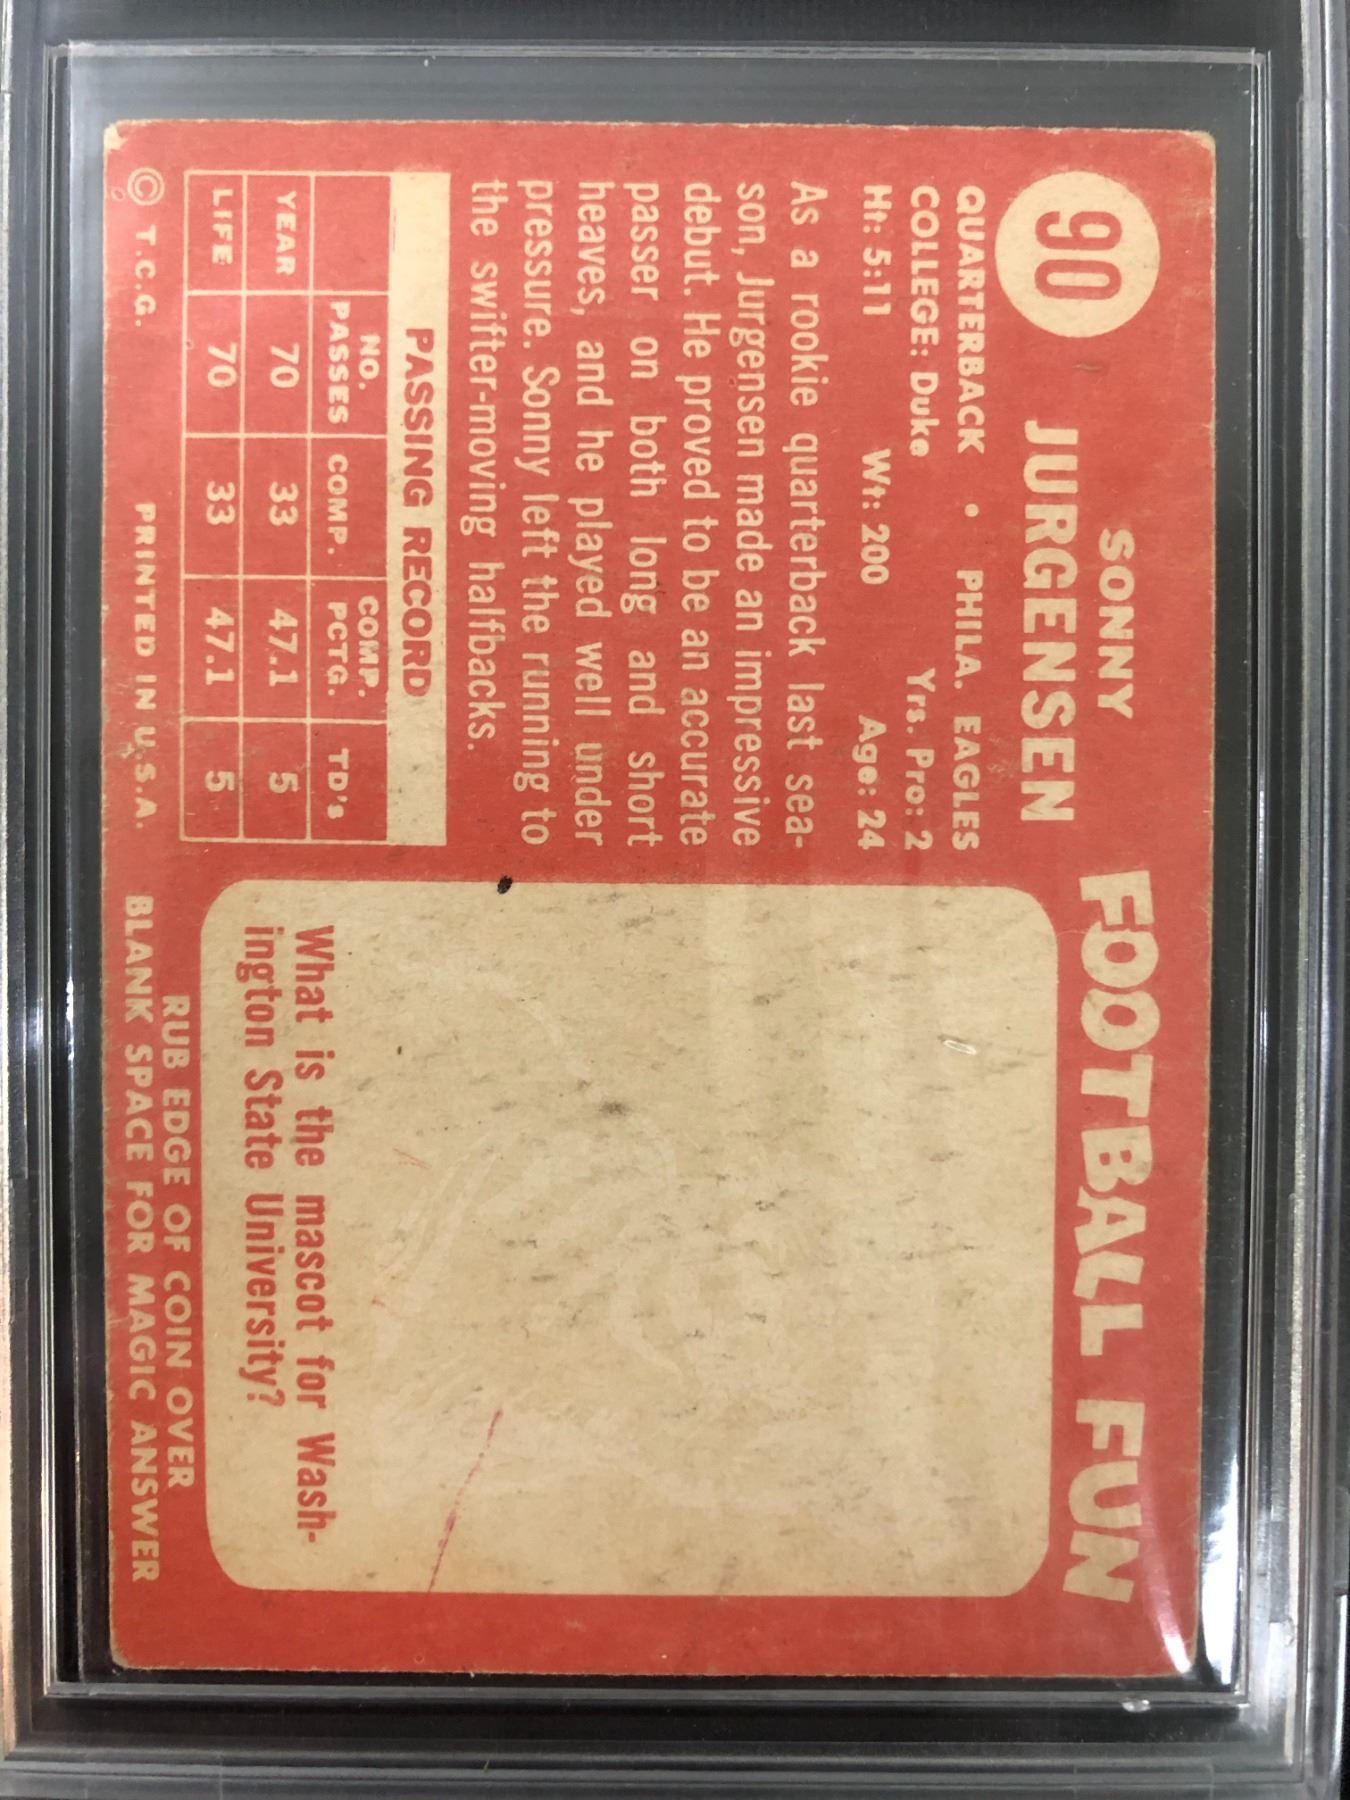 90
SONNY
JURGENSEN
QUARTERBACK • PHILA. EAGLES
COLLEGE: Duke Yrs. Pro: 2
Ht: 5:11 Wt: 200 Age: 24
As a rookie quarterback last sea-
son, Jurgensen made an impressive
debut. He proved to be an accurate
passer on both long and short
heaves, and he played well under
pressure. Sonny left the running to
the swifter-moving halfbacks.
PASSING RECORD
NO. PASSES COMP. COMP. PCTG. TD's
YEAR 70 33 47.1 5
LIFE 70 33 47.1 5
© T.C.G. PRINTED IN U.S.A.
FOOTBALL FUN
What is the mascot for Wash-
ington State University?
RUB EDGE OF COIN OVER
BLANK SPACE FOR MAGIC ANSWER